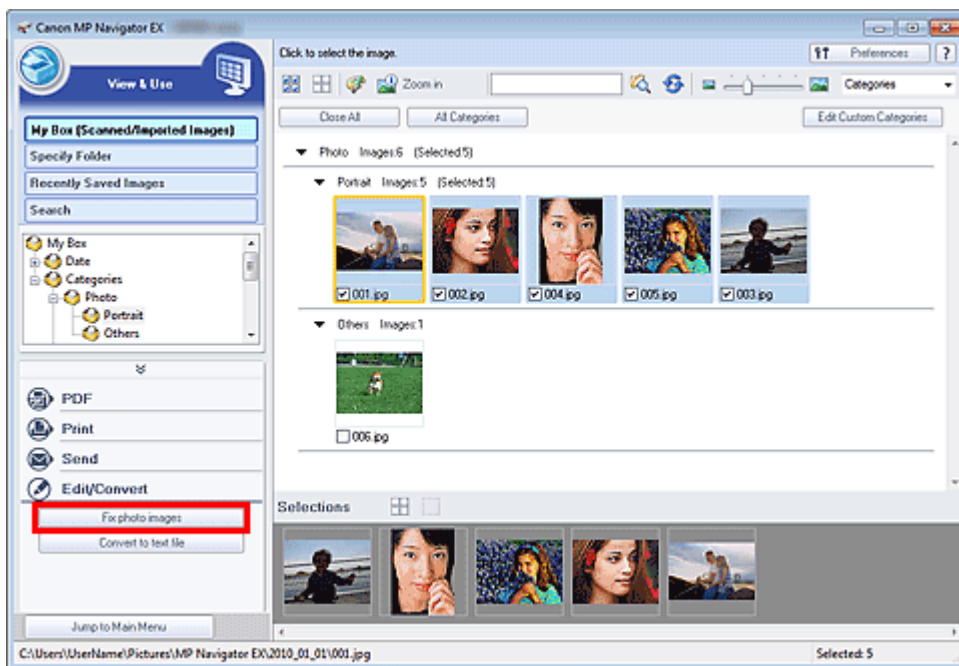 Canon MP Navigator EX
View & Use
My Box (Scanned/Imported Images)
Specify Folder
Recently Saved Images
Search
My Box
Date
Categories
Photo
Portrait
Others
PDF
Print
Send
Edit/Convert
Fix photo images
Convert to text file
Jump to Main Menu
Click to select the image.
Preferences
?
Zoom in
Categories
Close All
All Categories
Edit Custom Categories
Photo Images:6 (Selected:5)
Portrait Images:5 (Selected:5)
001.jpg
002.jpg
004.jpg
005.jpg
003.jpg
Others Images:1
006.jpg
Selections
C:\Users\UserName\Pictures\MP Navigator EX\2010_01_01\001.jpg
Selected: 5